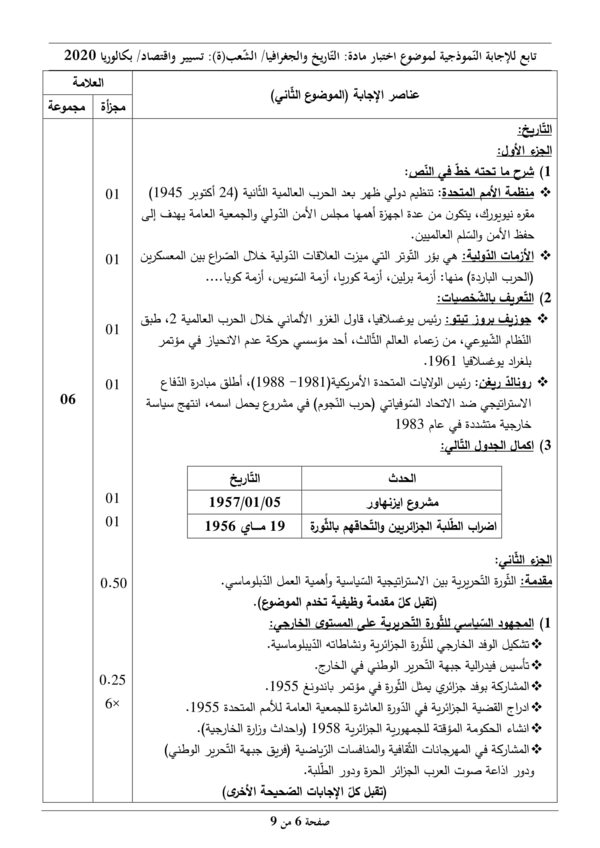 تابع للإجابة النّموذجية لموضوع اختبار مادة: التّاريخ والجغرافيا/ الشّعب(ة): تسيير واقتصاد/ بكالوريا 2020
عناصر الإجابة (الموضوع الثّاني)
العلامة
مجزأة
مجموعة
التّاريخ:
الجزء الأول:
1) شرح ما تحته خطّ في النّص:
❖ منظمة الأمم المتحدة: تنظيم دولي ظهر بعد الحرب العالمية الثّانية (24 أكتوبر 1945)
مقره نيويورك، يتكون من عدة اجهزة أهمها مجلس الأمن الدّولي والجمعية العامة يهدف إلى
حفظ الأمن والسّلم العالميين.
01
❖ الأزمات الدّولية: هي بؤر التّوتر التي ميزت العلاقات الدّولية خلال الصّراع بين المعسكرين
(الحرب الباردة) منها: أزمة برلين، أزمة كوريا، أزمة السّويس، أزمة كوبا....
01
2) التّعريف بالشّخصيات:
❖ جوزيف بروز تيتو: رئيس يوغسلافيا، قاول الغزو الألماني خلال الحرب العالمية 2، طبق
النّظام الشّيوعي، من زعماء العالم الثّالث، أحد مؤسسي حركة عدم الانحياز في مؤتمر
بلغراد يوغسلافيا 1961.
01
❖ رونالدّ ريغن: رئيس الولايات المتحدة الأمريكية(1981– 1988)، أطلق مبادرة الدّفاع
الاستراتيجي ضد الاتحاد السّوفياتي (حرب النّجوم) في مشروع يحمل اسمه، انتهج سياسة
خارجية متشددة في عام 1983
01
06
3) إكمال الجدول التّالي:
الحدث
التّاريخ
مشروع ايزنهاور
1957/01/05
01
اضراب الطّلبة الجزائريين والتّحاقهم بالثّورة
19 مــاي 1956
01
الجزء الثّاني:
مقدمة: الثّورة التّحريرية بين الاستراتيجية السّياسية وأهمية العمل الدّبلوماسي.
0.50
(تقبل كلّ مقدمة وظيفية تخدم الموضوع).
1) المجهود السّياسي للثّورة التّحريرية على المستوى الخارجي:
❖تشكيل الوفد الخارجي للثّورة الجزائرية ونشاطاته الدّيبلوماسية.
❖تأسيس فيدرالية جبهة التّحرير الوطني في الخارج.
❖المشاركة بوفد جزائري يمثل الثّورة في مؤتمر باندونغ 1955.
❖ادراج القضية الجزائرية في الدّورة العاشرة للجمعية العامة للأمم المتحدة 1955.
❖انشاء الحكومة المؤقتة للجمهورية الجزائرية 1958 (واحداث وزارة الخارجية).
❖المشاركة في المهرجانات الثّقافية والمنافسات الرّياضية (فريق جبهة التّحرير الوطني)
ودور اذاعة صوت العرب الجزائر الحرة ودور الطّلبة.
0.25
6×
(تقبل كلّ الإجابات الصّحيحة الأخرى)
صفحة 6 من 9